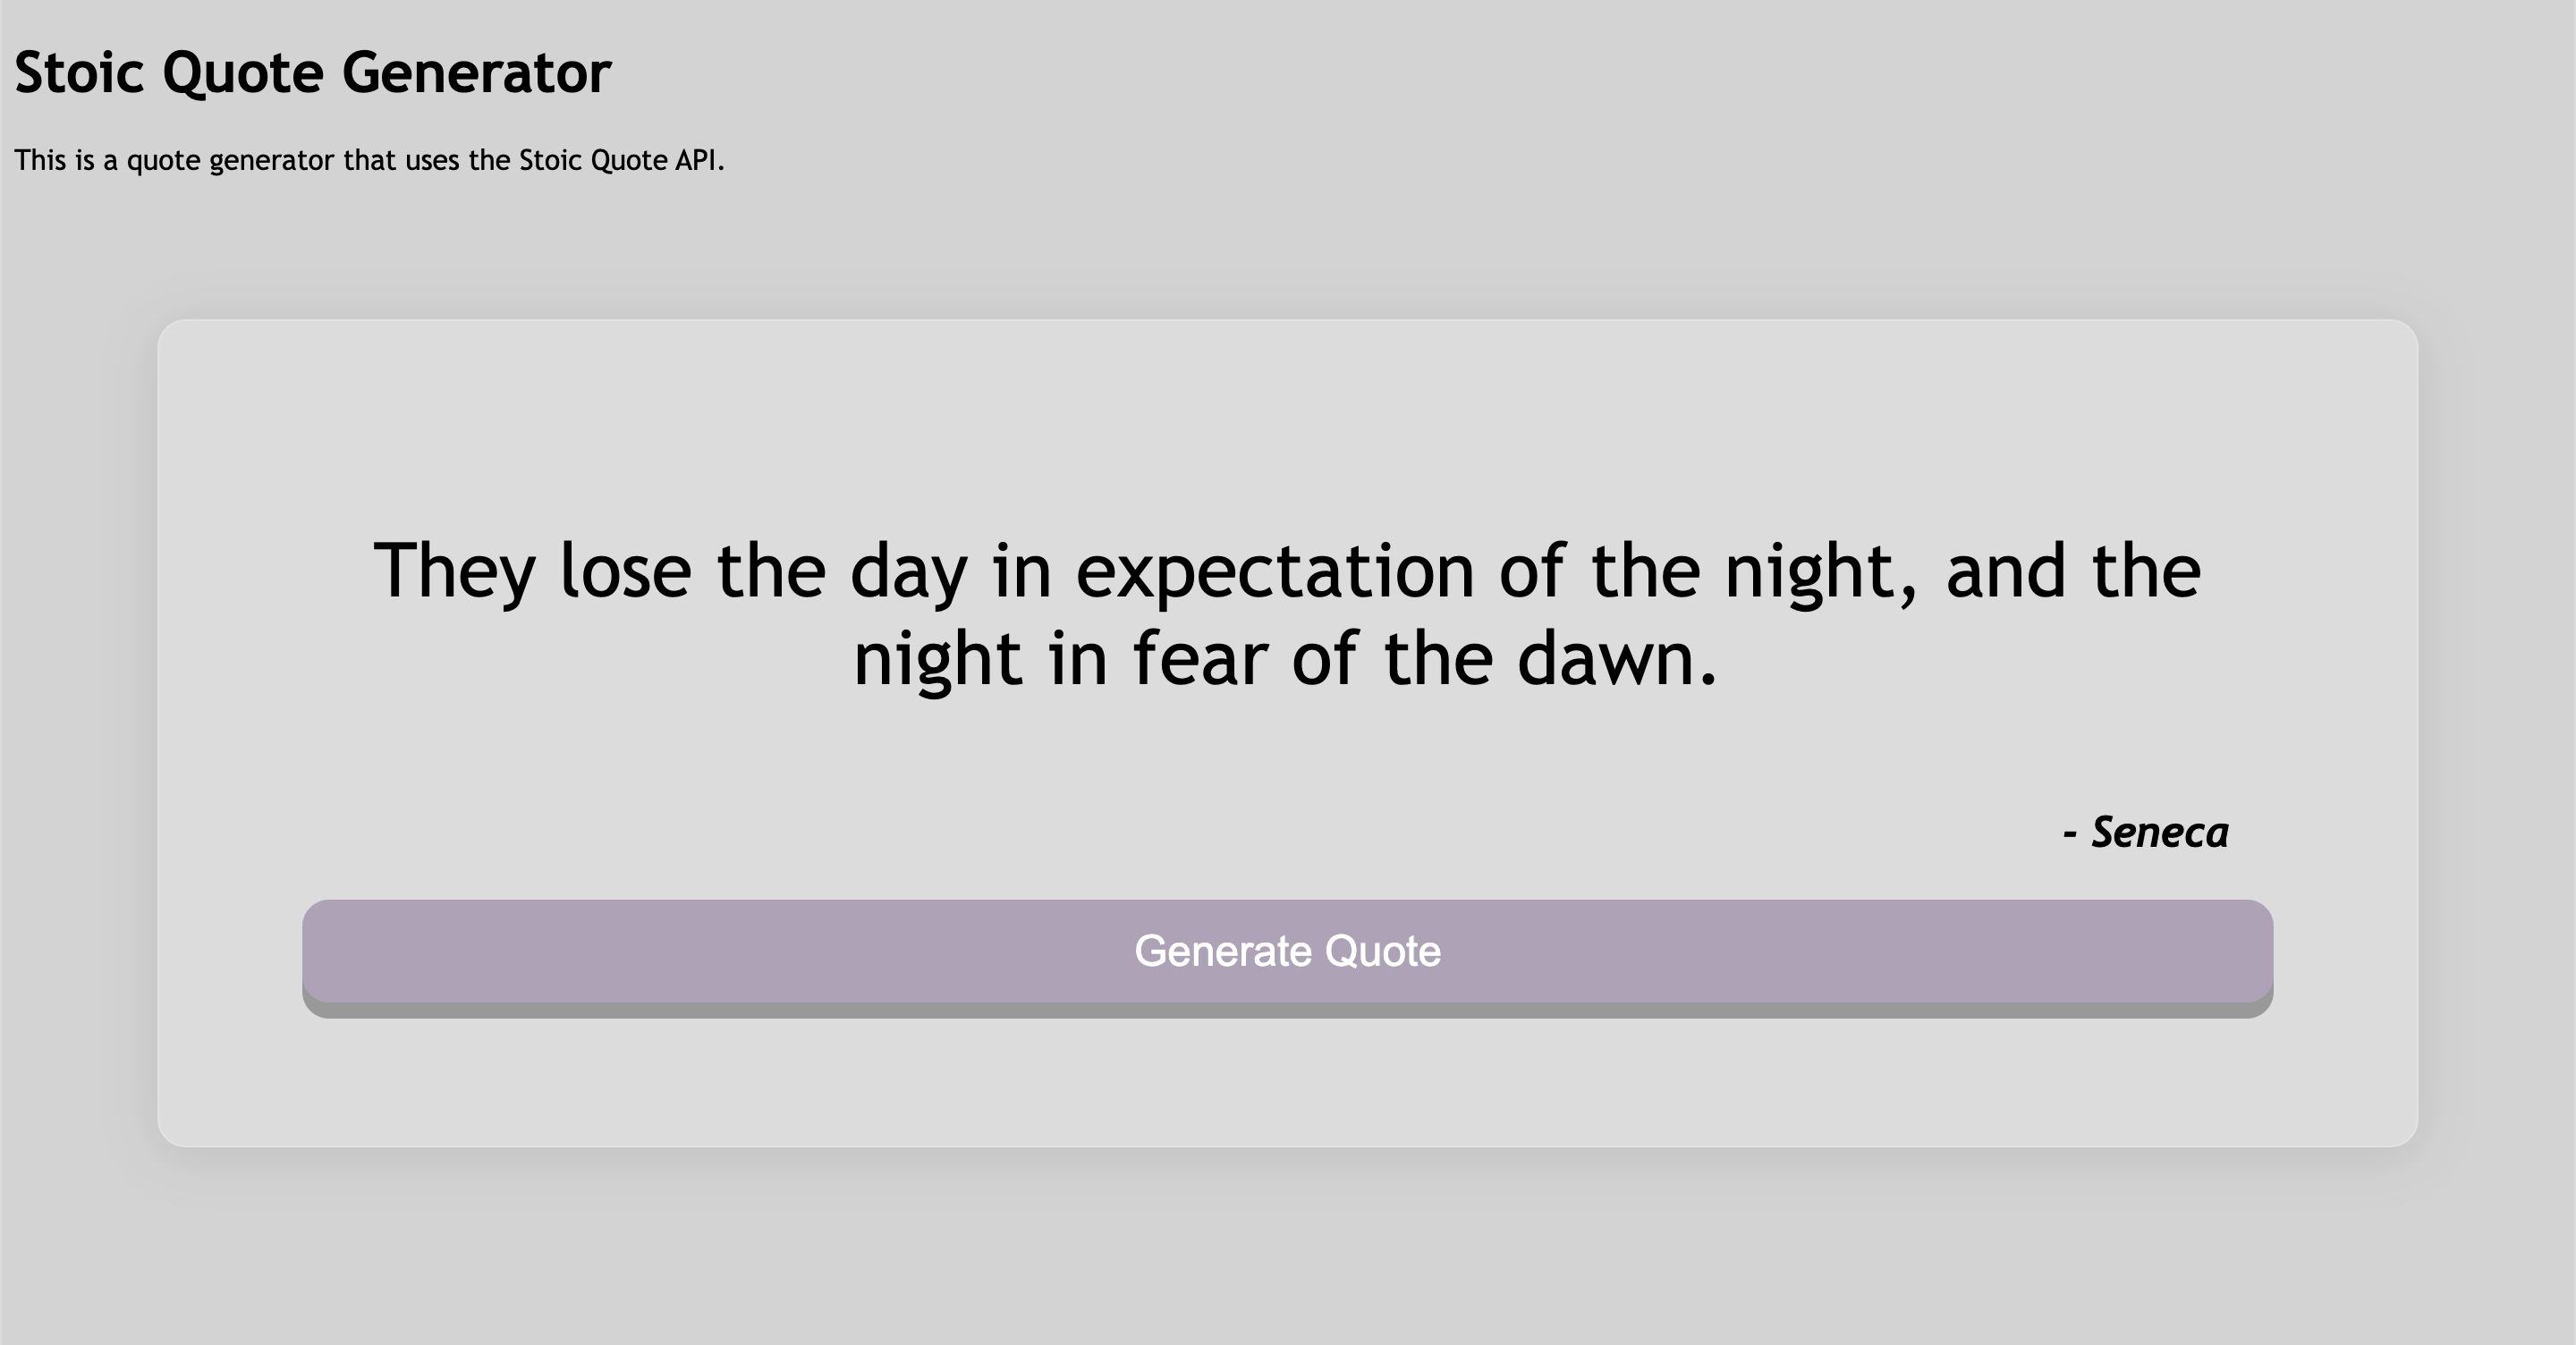 Stoic Quote Generator
This is a quote generator that uses the Stoic Quote API.
They lose the day in expectation of the night, and the
night in fear of the dawn.
- Seneca
Generate Quote